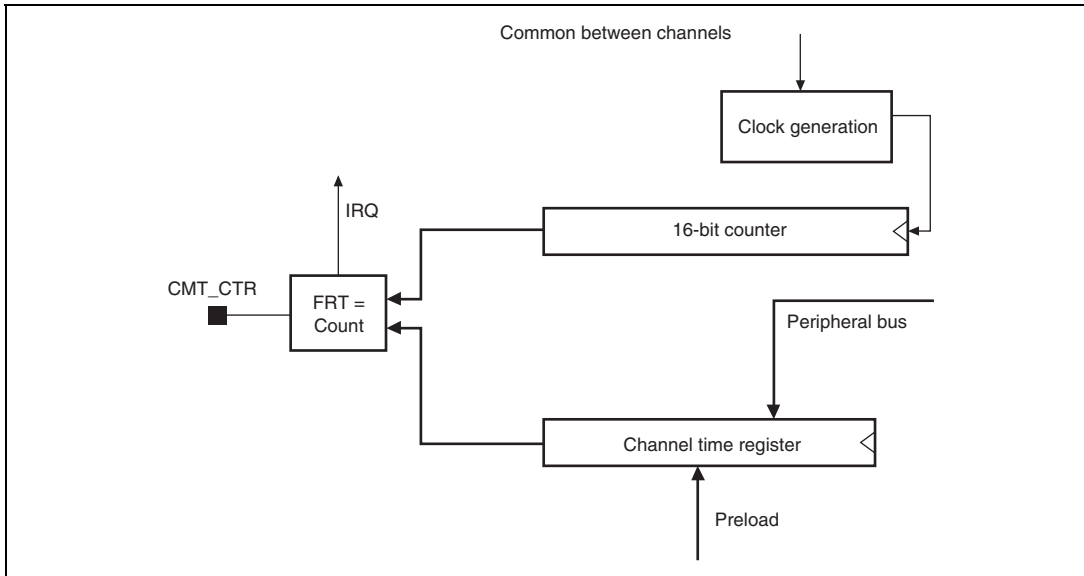 Common between channels
Clock generation
IRQ
16-bit counter
CMT_CTR
FRT =
Count
Peripheral bus
Channel time register
Preload